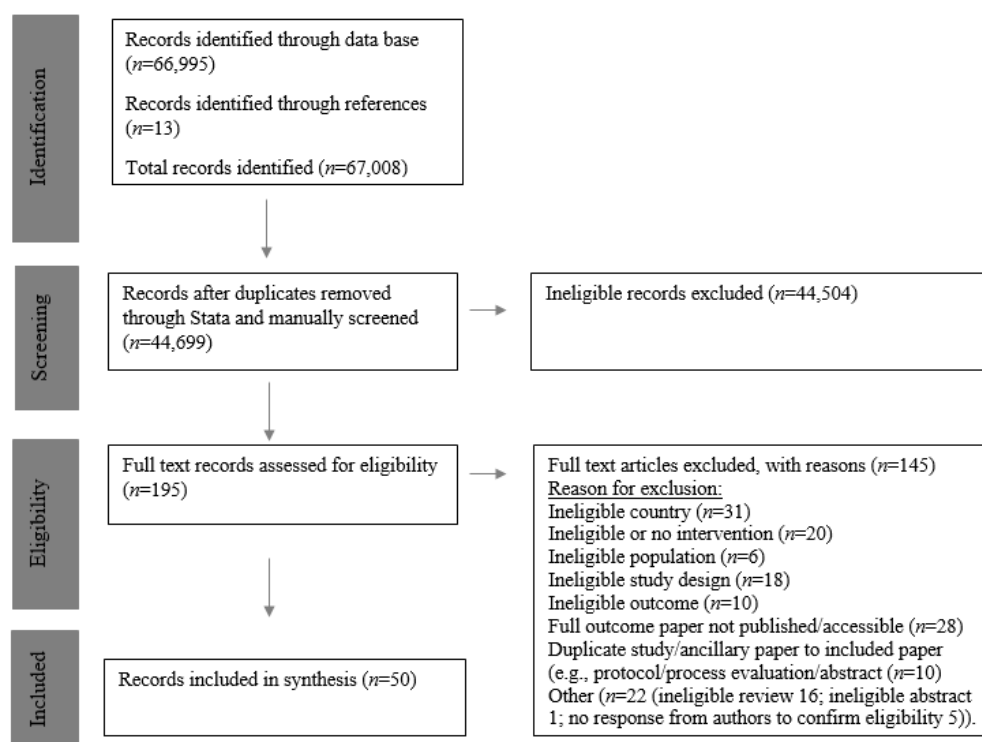 Identification
Records identified through data base
(n=66,995)
Records identified through references
(n=13)
Total records identified (n=67,008)
Screening
Records after duplicates removed
through Stata and manually screened
(n=44,699)
Ineligible records excluded (n=44,504)
Eligibility
Full text records assessed for eligibility
(n=195)
Full text articles excluded, with reasons (n=145)
Reason for exclusion:
Ineligible country (n=31)
Ineligible or no intervention (n=20)
Ineligible population (n=6)
Ineligible study design (n=18)
Ineligible outcome (n=10)
Full outcome paper not published/accessible (n=28)
Duplicate study/ancillary paper to included paper
(e.g., protocol/process evaluation/abstract (n=10)
Other (n=22 (ineligible review 16; ineligible abstract
1; no response from authors to confirm eligibility 5)).
Included
Records included in synthesis (n=50)